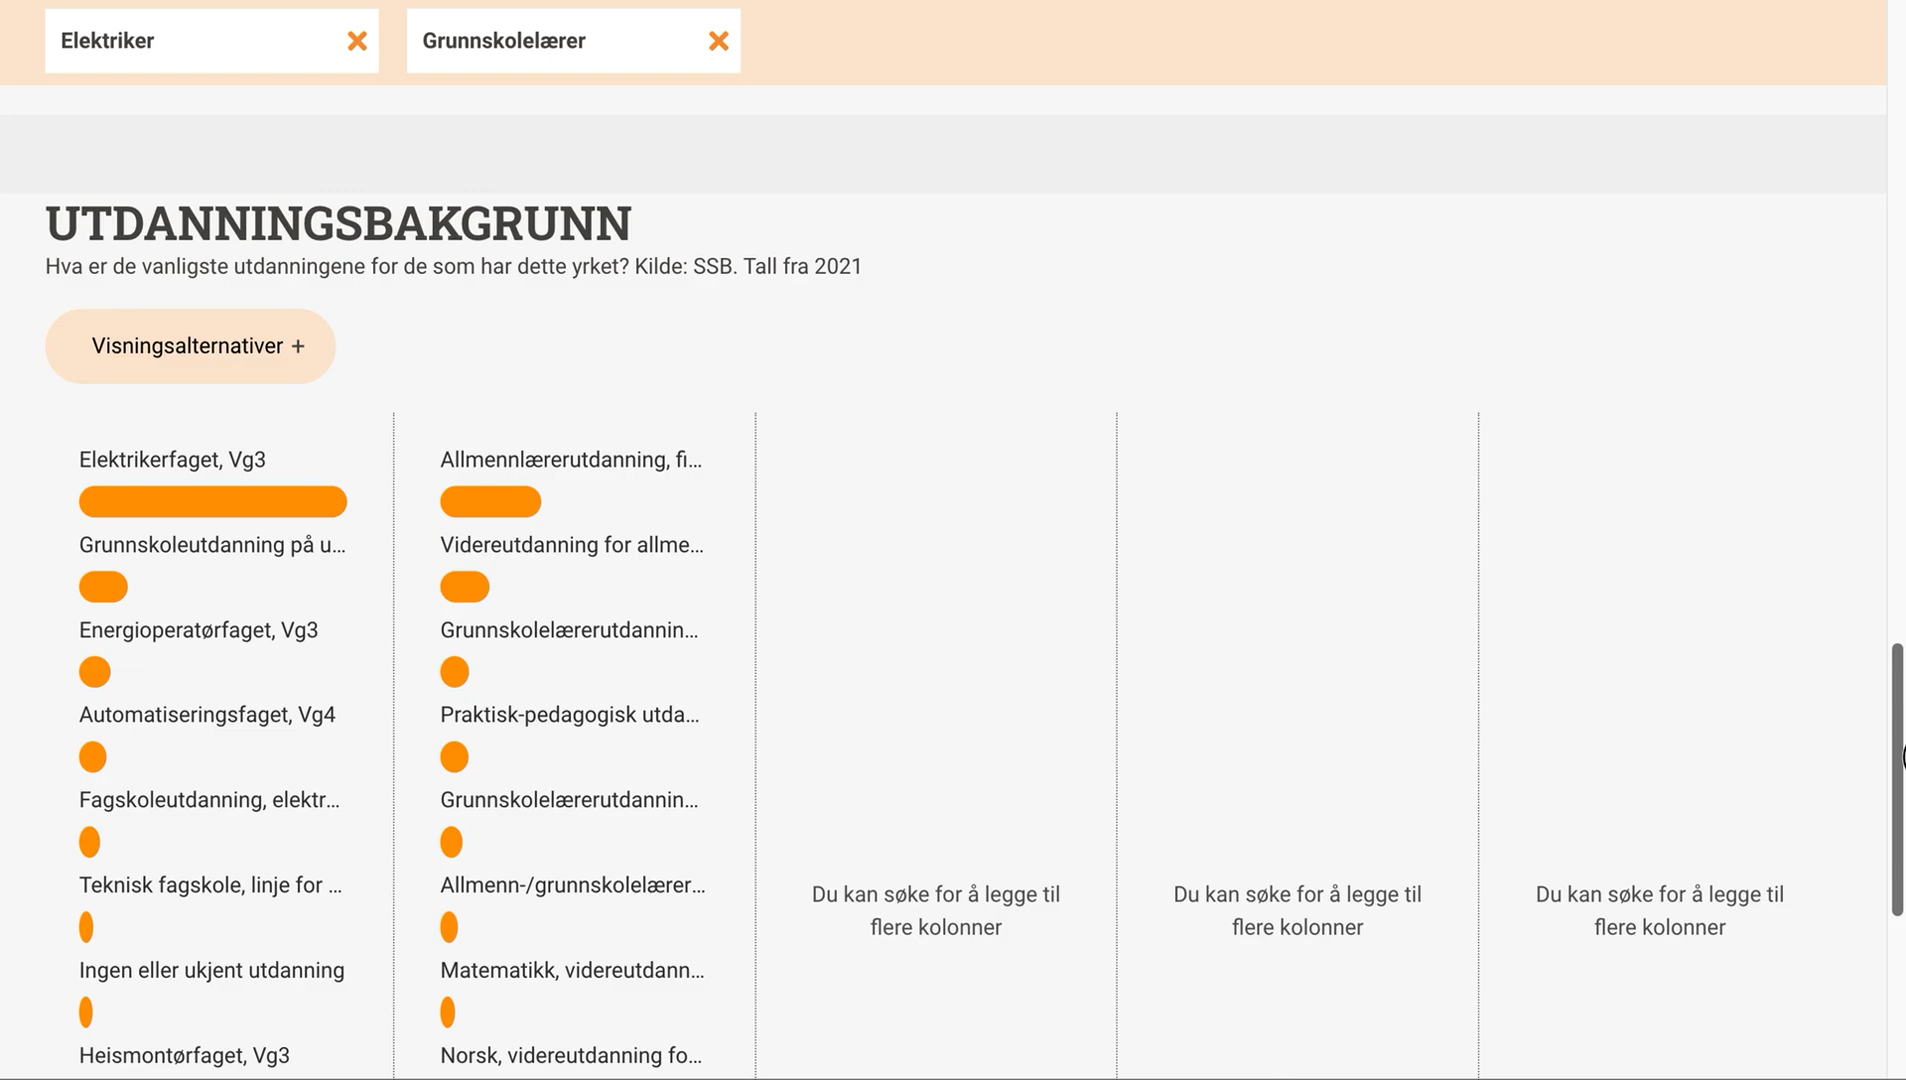 Elektriker
Grunnskolelærer
UTDANNINGSBAKGRUNN
Hva er de vanligste utdanningene for de som har dette yrket? Kilde: SSB. Tall fra 2021
Visningsalternativer +
Elektrikerfaget, Vg3
Grunnskoleutdanning på u...
Energioperatørfaget, Vg3
Automatiseringsfaget, Vg4
Fagskoleutdanning, elektr...
Teknisk fagskole, linje for ...
Ingen eller ukjent utdanning
Heismontørfaget, Vg3
Allmennlærerutdanning, fi...
Videreutdanning for allme...
Grunnskolelærerutdannin...
Praktisk-pedagogisk utda...
Grunnskolelærerutdannin...
Allmenn-/grunnskolelærer...
Matematikk, videreutdann...
Norsk, videreutdanning fo...
Du kan søke for å legge til
flere kolonner
Du kan søke for å legge til
flere kolonner
Du kan søke for å legge til
flere kolonner